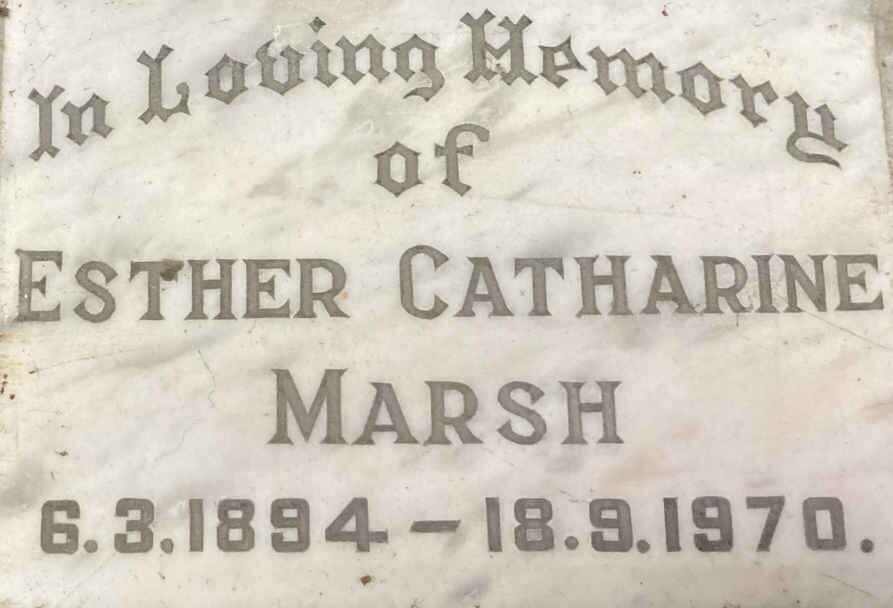 In Loving Memory
of
ESTHER CATHARINE
MARSH
6.3.1894 – 18.9.1970.